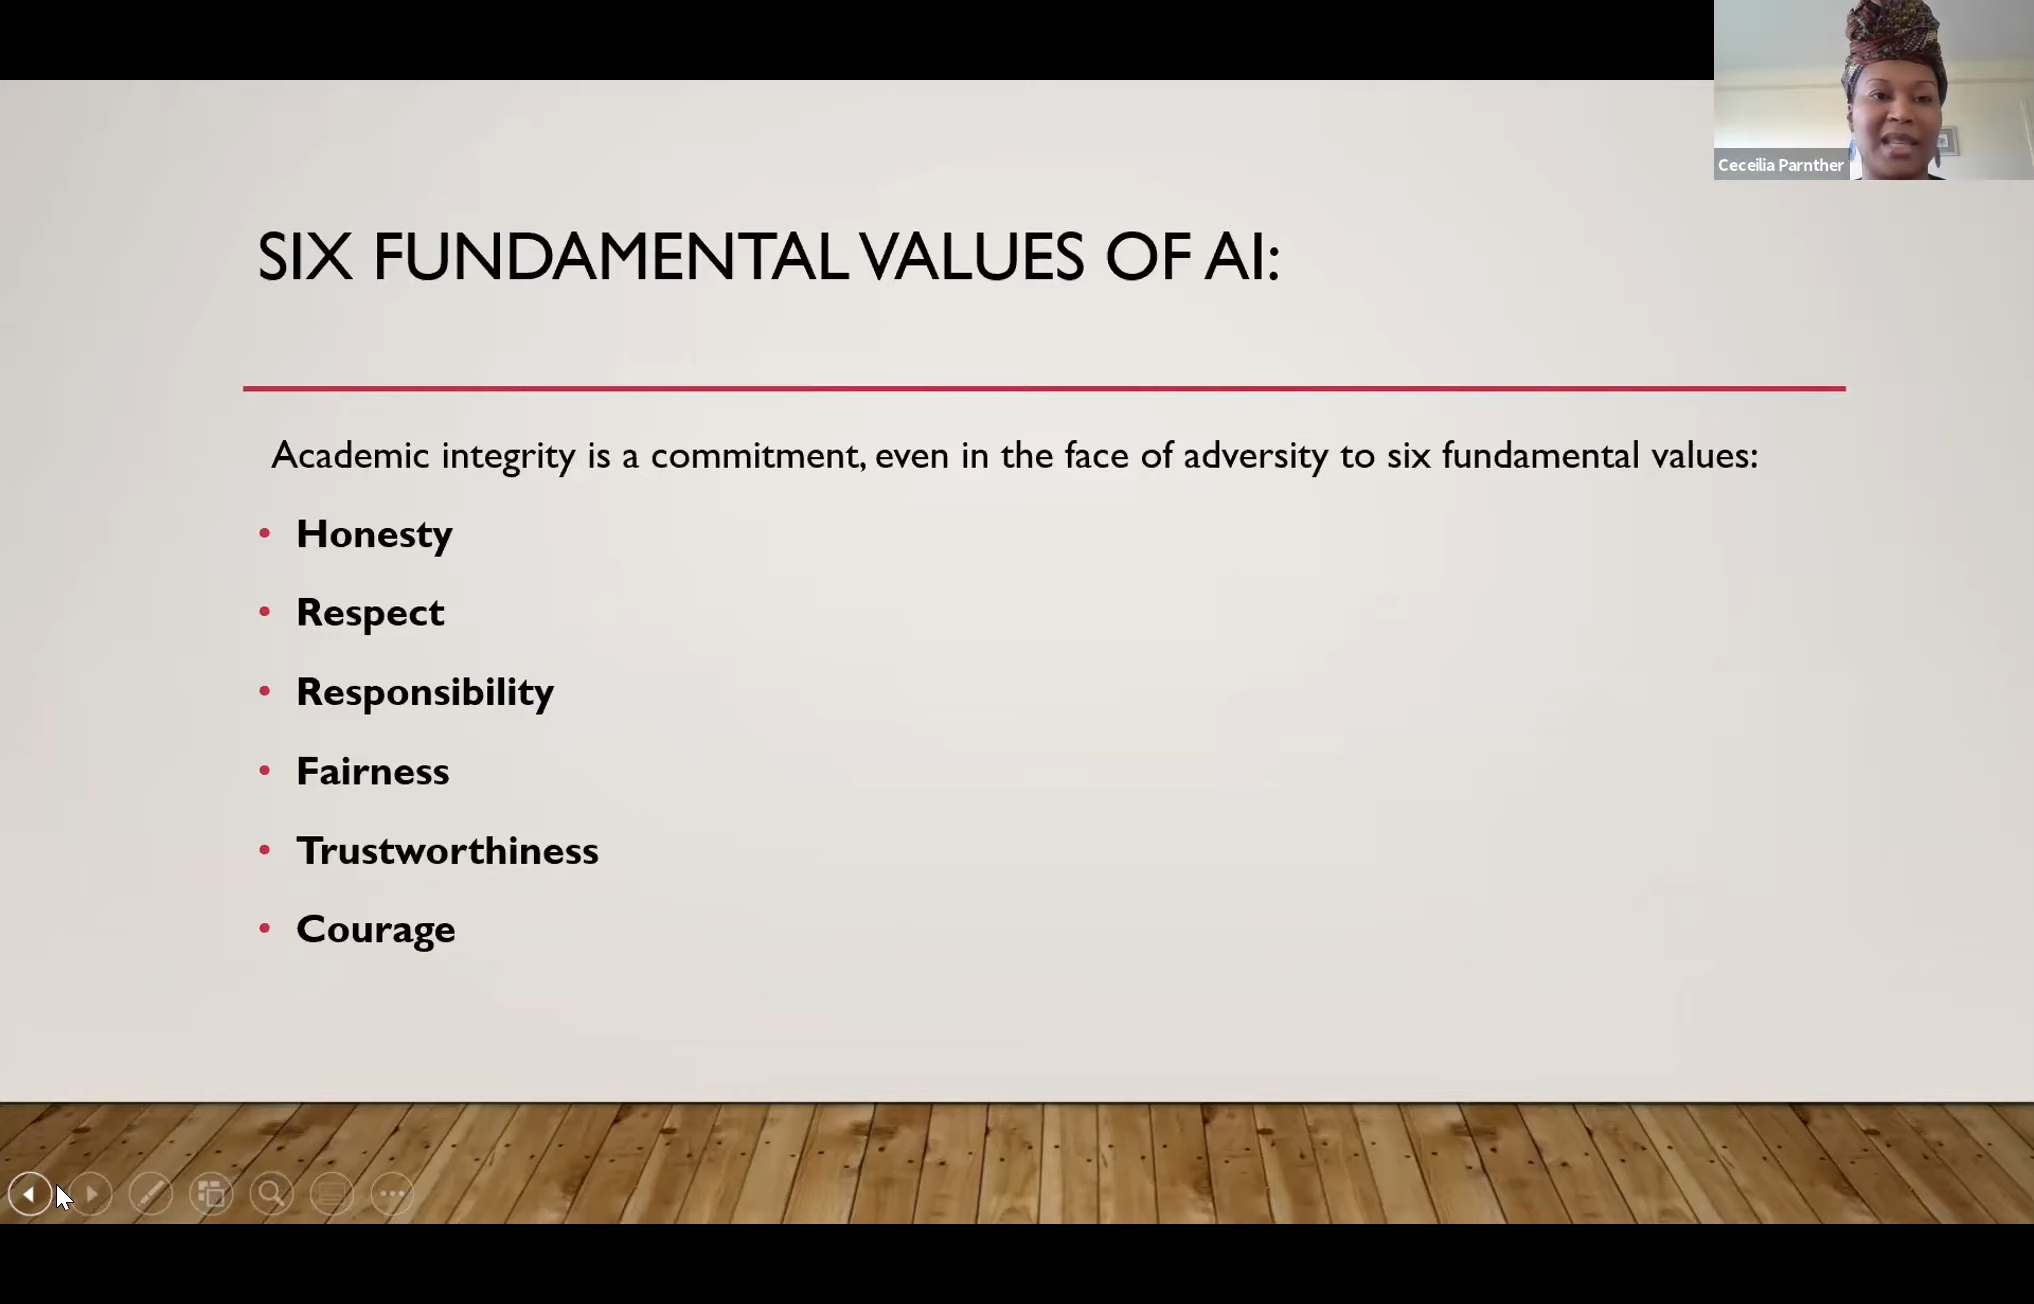 Ceceilia Parnther
SIX FUNDAMENTAL VALUES OF AI:
Academic integrity is a commitment, even in the face of adversity to six fundamental values:
• Honesty
• Respect
• Responsibility
• Fairness
• Trustworthiness
• Courage